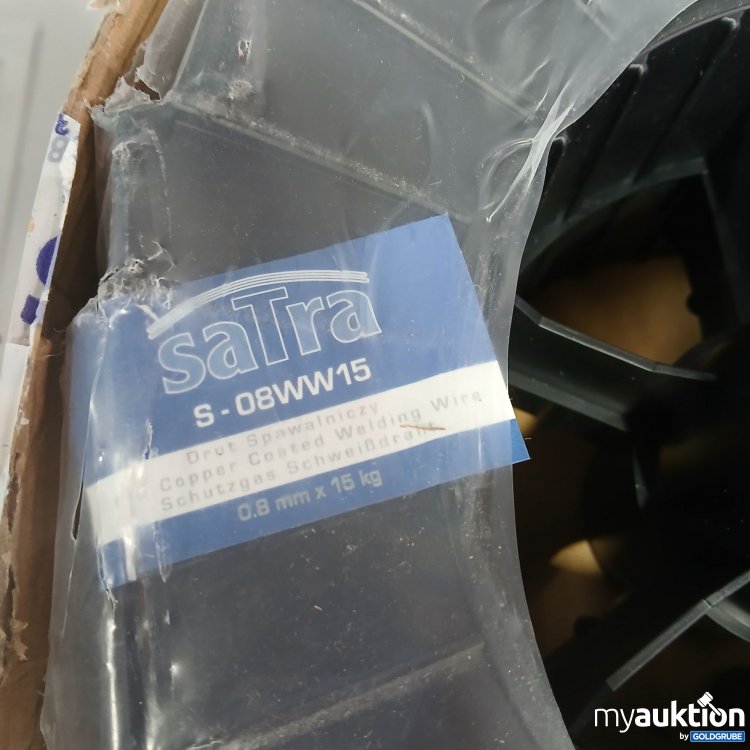 saTra
S - 08WW15
Drut Spawalniczy
Copper Coated Welding Wire
Schutzgas Schweißdraht
0.8 mm x 15 kg
myauktion
by GOLDGRUBE